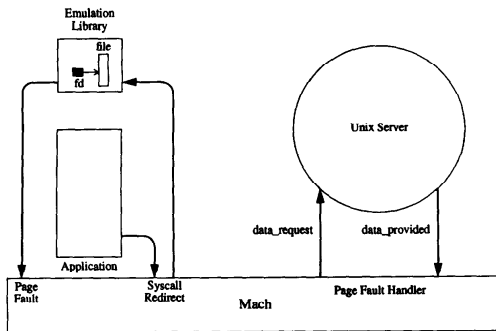 Emulation
Library
file
fd
Unix Server
data_request
data_provided
Application
Page
Fault
Syscall
Redirect
Mach
Page Fault Handler